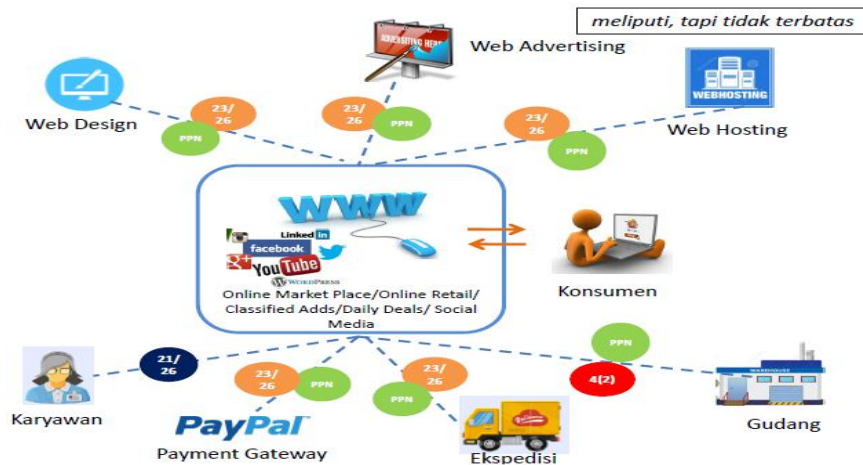 meliputi, tapi tidak terbatas
ADVERTISING HERE
Web Advertising
WEBHOSTING
Web Design
23/
26
PPN
23/
26
PPN
23/
26
PPN
Web Hosting
WWW
LinkedIn
facebook
g+
YouTube
WORDPRESS
Online Market Place/Online Retail/
Classified Adds/Daily Deals/ Social
Media
Konsumen
21/
26
23/
26
PPN
23/
26
PPN
PPN
4(2)
WAREHOUSE
Karyawan
PayPal
Payment Gateway
Ekspedisi
Gudang